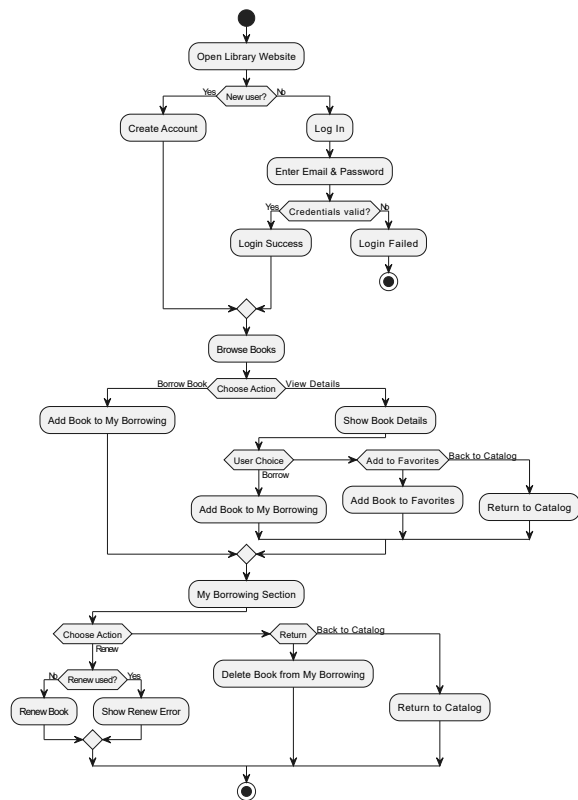 Open Library Website
Yes
New user?
No
Create Account
Log In
Enter Email & Password
Yes
Credentials valid?
No
Login Success
Login Failed
Browse Books
Borrow Book
Choose Action
View Details
Add Book to My Borrowing
Show Book Details
User Choice
Add to Favorites
Back to Catalog
Borrow
Add Book to My Borrowing
Add Book to Favorites
Return to Catalog
My Borrowing Section
Choose Action
Return
Back to Catalog
Renew
No
Renew used?
Yes
Delete Book from My Borrowing
Renew Book
Show Renew Error
Return to Catalog